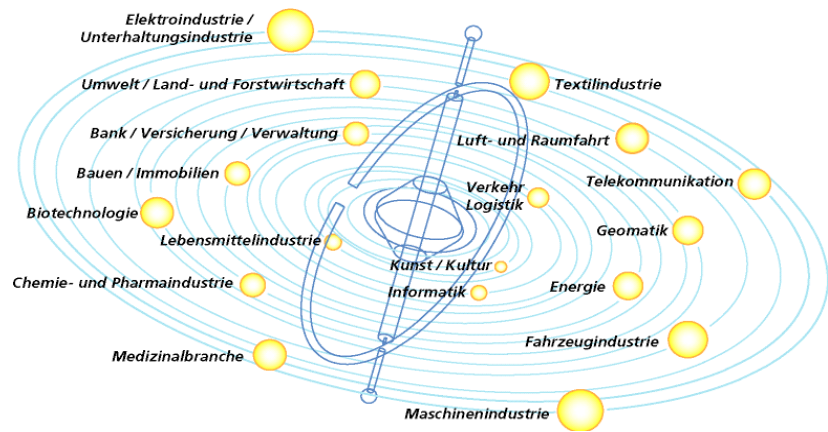 Elektroindustrie /
Unterhaltungsindustrie
Umwelt / Land- und Forstwirtschaft
Textilindustrie
Bank / Versicherung / Verwaltung
Luft- und Raumfahrt
Bauen / Immobilien
Telekommunikation
Verkehr
Logistik
Biotechnologie
Geomatik
Lebensmittelindustrie
Kunst / Kultur
Chemie- und Pharmaindustrie
Informatik
Energie
Fahrzeugindustrie
Medizinalbranche
Maschinenindustrie